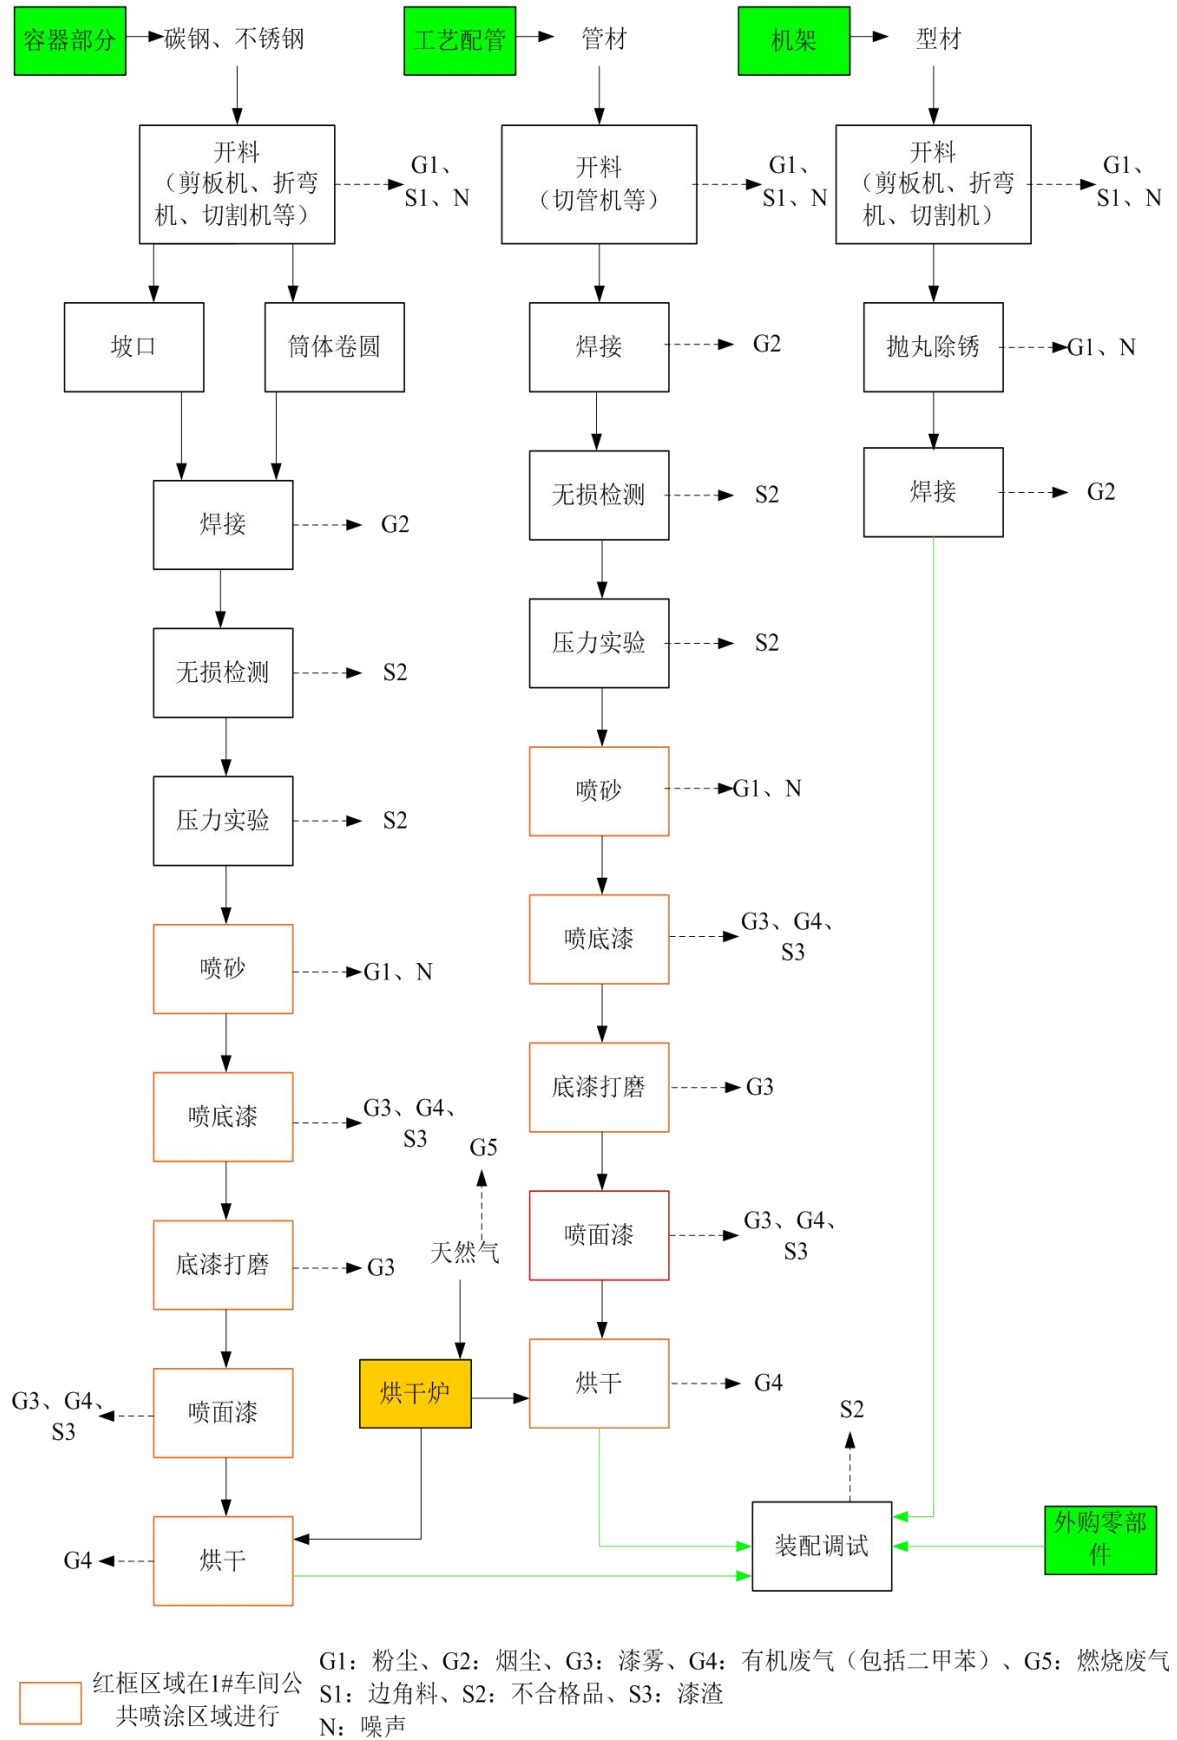 容器部分
碳钢、不锈钢
工艺配管
管材
机架
型材
开料
（剪板机、折弯
机、切割机等）
G1、
S1、N
开料
（切管机等）
G1、
S1、N
开料
（剪板机、折弯
机、切割机）
G1、
S1、N
坡口
筒体卷圆
焊接
G2
抛丸除锈
G1、N
焊接
G2
无损检测
S2
焊接
G2
无损检测
S2
压力实验
S2
压力实验
S2
喷砂
G1、N
喷砂
G1、N
喷底漆
G3、G4、
S3
喷底漆
G3、G4、
S3
底漆打磨
G3
G5
天然气
喷面漆
G3、G4、
S3
底漆打磨
G3
烘干炉
烘干
G4
G3、G4、
S3
喷面漆
S2
G4
烘干
装配调试
外购零部
件
红框区域在1#车间公
共喷涂区域进行
G1：粉尘、G2：烟尘、G3：漆雾、G4：有机废气（包括二甲苯）、G5：燃烧废气
S1：边角料、S2：不合格品、S3：漆渣
N：噪声